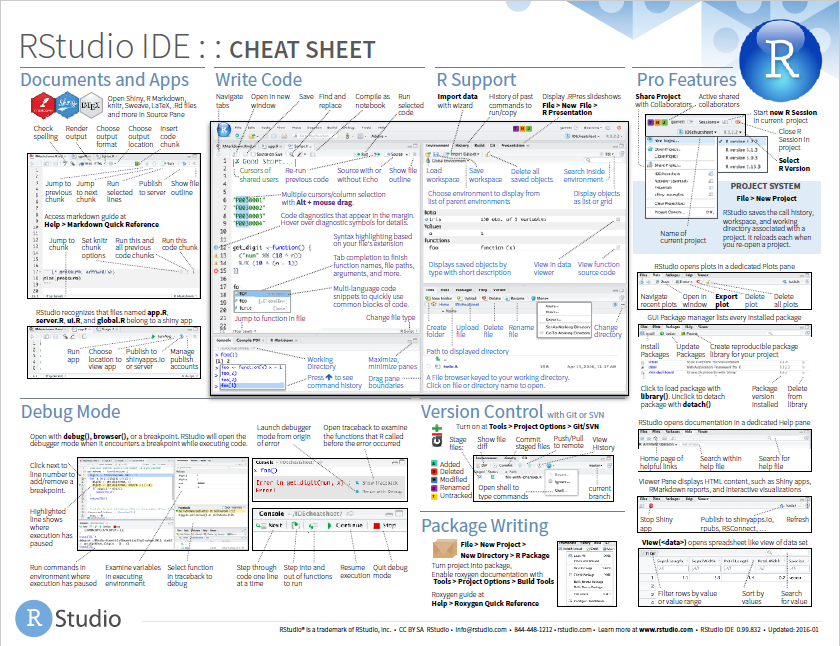 RStudio IDE : : CHEAT SHEET
Documents and Apps
Open Shiny, R Markdown,
knitr, Sweave, LaTeX, .Rd files
and more in Source Pane
Check
spelling
Render
output
Choose
output
format
Choose
output
location
Insert
code
chunk
Jump to
previous
chunk
Jump
to next
chunk
Run
selected
lines
Publish
to server
Show file
outline
Access markdown guide at
Help > Markdown Quick Reference
Jump to
chunk
Set knitr
chunk
options
Run this and
all previous
code chunks
Run this
code chunk
RStudio recognizes that files named app.R,
server.R, ui.R, and global.R belong to a shiny app
Run
app
Choose
location to
view app
Publish to
shinyapps.io
or server
Manage
publish
accounts
Write Code
Navigate
tabs
Open in new
window
Save
Find and
replace
Compile as
notebook
Run
selected
code
Cursors of
shared users
Re-run
previous code
Source with or
without Echo
Show file
outline
Multiple cursors/column selection
with Alt + mouse drag.
Code diagnostics that appear in the margin.
Hover over diagnostic symbols for details.
Syntax highlighting based
on your file's extension
Tab completion to finish
function names, file paths,
arguments, and more.
Multi-language code
snippets to quickly use
common blocks of code.
Jump to function in file
Change file type
Working
Directory
Press ↑ to see
command history
Maximize,
minimize panes
Drag pane
boundaries
R Support
Import data
with wizard
History of past
commands to
run/copy
Display .RPres slideshows
File > New File >
R Presentation
Load
workspace
Save
workspace
Delete all
saved objects
Search inside
environment
Choose environment to display from
list of parent environments
Display objects
as list or grid
Displays saved objects by
type with short description
View in data
viewer
View function
source code
Create
folder
Upload
file
Delete
file
Rename
file
Change
directory
Path to displayed directory
A File browser keyed to your working directory.
Click on file or directory name to open.
Pro Features
Share Project
with Collaborators
Active shared
collaborators
Start new R Session
in current project
Close R
Session in
project
Select
R Version
Name of
current project
PROJECT SYSTEM
File > New Project
RStudio saves the call history,
workspace, and working
directory associated with a
project. It reloads each when
you re-open a project.
RStudio opens plots in a dedicated Plots pane
Navigate
recent plots
Open in
window
Export
plot
Delete
plot
Delete
all plots
GUI Package manager lists every installed package
Install
Packages
Update
Packages
Create reproducible package
library for your project
Click to load package with
library(). Unclick to detach
package with detach()
Package
version
installed
Delete
from
library
RStudio opens documentation in a dedicated Help pane
Home page of
helpful links
Search within
help file
Search for
help file
Viewer Pane displays HTML content, such as Shiny apps,
RMarkdown reports, and interactive visualizations
Stop Shiny
app
Publish to shinyapps.io,
rpubs, RSConnect, …
Refresh
View(<data>) opens spreadsheet like view of data set
Filter rows by value
or value range
Sort by
values
Search
for value
Debug Mode
Open with debug(), browser(), or a breakpoint. RStudio will open the
debugger mode when it encounters a breakpoint while executing code.
Launch debugger
mode from origin
of error
Open traceback to examine
the functions that R called
before the error occurred
Click next to
line number to
add/remove a
breakpoint.
Highlighted
line shows
where
execution has
paused
Console
Error in get_digit(num, x) :
Error!
Show Traceback
Rerun with Debug
Console
Next
Continue
Stop
Run commands in
environment where
execution has paused
Examine variables
in executing
environment
Select function
in traceback to
debug
Step through
code one line
at a time
Step into and
out of functions
to run
Resume
execution
Quit debug
mode
Version Control with Git or SVN
Turn on at Tools > Project Options > Git/SVN
Stage
files:
Show file
diff
Commit
staged files
Push/Pull
to remote
View
History
A Added
D Deleted
M Modified
R Renamed
? Untracked
Open shell to
type commands
current
branch
Package Writing
File > New Project >
New Directory > R Package
Turn project into package,
Enable roxygen documentation with
Tools > Project Options > Build Tools
Roxygen guide at
Help > Roxygen Quick Reference
R Studio
RStudio® is a trademark of RStudio, Inc. • CC BY SA RStudio • info@rstudio.com • 844-448-1212 • rstudio.com • Learn more at www.rstudio.com • RStudio IDE 0.99.832 • Updated: 2016-01